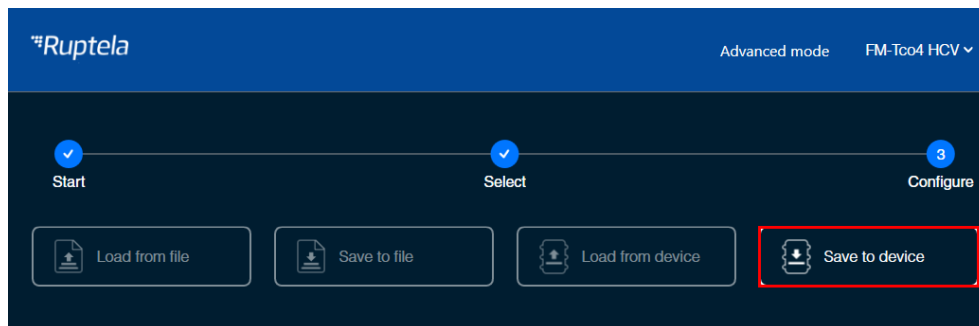 Ruptela
Advanced mode
FM-Tco4 HCV
3
Start
Select
Configure
Load from file
Save to file
Load from device
Save to device